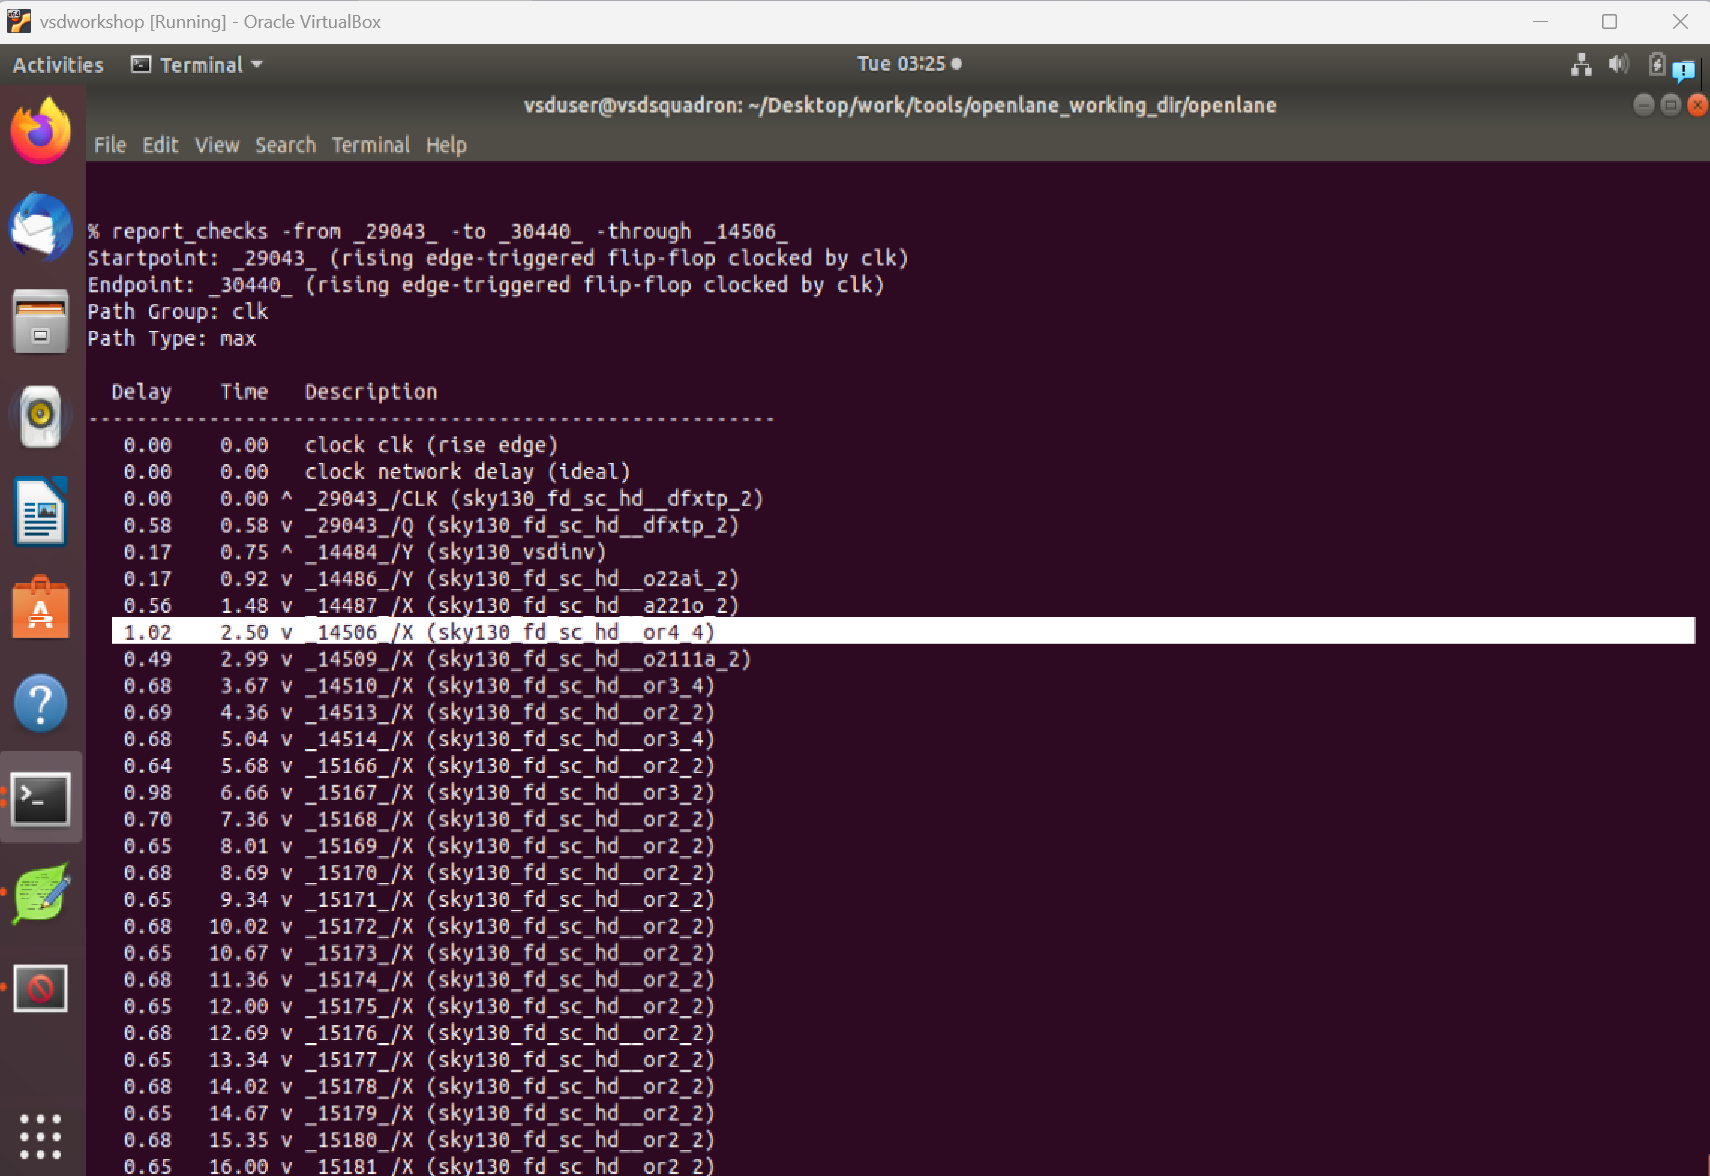 vsdworkshop [Running] - Oracle VirtualBox
Activities Terminal Tue 03:25
vsduser@vsdsquadron: ~/Desktop/work/tools/openlane_working_dir/openlane
File Edit View Search Terminal Help
% report_checks -from _29043_ -to _30440_ -through _14506_
Startpoint: _29043_ (rising edge-triggered flip-flop clocked by clk)
Endpoint: _30440_ (rising edge-triggered flip-flop clocked by clk)
Path Group: clk
Path Type: max
Delay Time Description
-----------------------------------------------------------
0.00 0.00 clock clk (rise edge)
0.00 0.00 clock network delay (ideal)
0.00 0.00 ^ _29043_/CLK (sky130_fd_sc_hd__dfxtp_2)
0.58 0.58 v _29043_/Q (sky130_fd_sc_hd__dfxtp_2)
0.17 0.75 ^ _14484_/Y (sky130_vsdinv)
0.17 0.92 v _14486_/Y (sky130_fd_sc_hd__o22ai_2)
0.56 1.48 v _14487_/X (sky130_fd_sc_hd__a221o_2)
1.02 2.50 v _14506_/X (sky130_fd_sc_hd__or4_4)
0.49 2.99 v _14509_/X (sky130_fd_sc_hd__o2111a_2)
0.68 3.67 v _14510_/X (sky130_fd_sc_hd__or3_4)
0.69 4.36 v _14513_/X (sky130_fd_sc_hd__or2_2)
0.68 5.04 v _14514_/X (sky130_fd_sc_hd__or3_4)
0.64 5.68 v _15166_/X (sky130_fd_sc_hd__or2_2)
0.98 6.66 v _15167_/X (sky130_fd_sc_hd__or3_2)
0.70 7.36 v _15168_/X (sky130_fd_sc_hd__or2_2)
0.65 8.01 v _15169_/X (sky130_fd_sc_hd__or2_2)
0.68 8.69 v _15170_/X (sky130_fd_sc_hd__or2_2)
0.65 9.34 v _15171_/X (sky130_fd_sc_hd__or2_2)
0.68 10.02 v _15172_/X (sky130_fd_sc_hd__or2_2)
0.65 10.67 v _15173_/X (sky130_fd_sc_hd__or2_2)
0.68 11.36 v _15174_/X (sky130_fd_sc_hd__or2_2)
0.65 12.00 v _15175_/X (sky130_fd_sc_hd__or2_2)
0.68 12.69 v _15176_/X (sky130_fd_sc_hd__or2_2)
0.65 13.34 v _15177_/X (sky130_fd_sc_hd__or2_2)
0.68 14.02 v _15178_/X (sky130_fd_sc_hd__or2_2)
0.65 14.67 v _15179_/X (sky130_fd_sc_hd__or2_2)
0.68 15.35 v _15180_/X (sky130_fd_sc_hd__or2_2)
0.65 16.00 v _15181_/X (sky130_fd_sc_hd__or2_2)